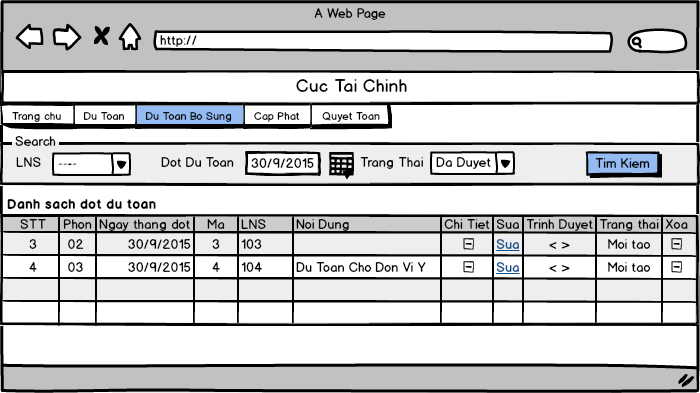 A Web Page
http://
Cuc Tai Chinh
Trang chu Du Toan Du Toan Bo Sung Cap Phat Quyet Toan
Search
LNS ---- Dot Du Toan 30/9/2015 Trang Thai Da Duyet Tim Kiem
Danh sach dot du toan
STT Phon Ngay thang dot Ma LNS Noi Dung Chi Tiet Sua Trinh Duyet Trang thai Xoa
3 02 30/9/2015 3 103 Sua < > Moi tao
4 03 30/9/2015 4 104 Du Toan Cho Don Vi Y Sua < > Moi tao